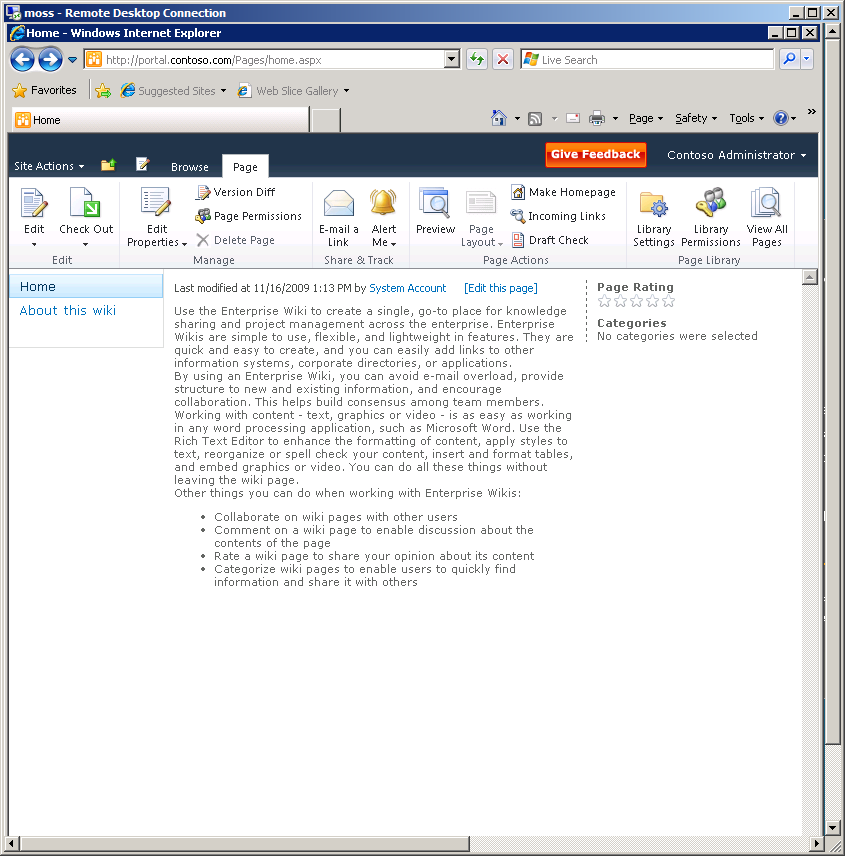 moss - Remote Desktop Connection
Home - Windows Internet Explorer
http://portal.contoso.com/Pages/home.aspx
Live Search
Favorites
Suggested Sites
Web Slice Gallery
Home
Page
Safety
Tools
»
Site Actions
Browse
Page
Give Feedback
Contoso Administrator
Edit
Check Out
Edit
Edit Properties
Version Diff
Page Permissions
Delete Page
Manage
E-mail a Link
Alert Me
Share & Track
Preview
Page Layout
Make Homepage
Incoming Links
Draft Check
Page Actions
Library Settings
Library Permissions
View All Pages
Page Library
Home
About this wiki
Last modified at 11/16/2009 1:13 PM by System Account [Edit this page]
Use the Enterprise Wiki to create a single, go-to place for knowledge
sharing and project management across the enterprise. Enterprise
Wikis are simple to use, flexible, and lightweight in features. They are
quick and easy to create, and you can easily add links to other
information systems, corporate directories, or applications.
By using an Enterprise Wiki, you can avoid e-mail overload, provide
structure to new and existing information, and encourage
collaboration. This helps build consensus among team members.
Working with content - text, graphics or video - is as easy as working
in any word processing application, such as Microsoft Word. Use the
Rich Text Editor to enhance the formatting of content, apply styles to
text, reorganize or spell check your content, insert and format tables,
and embed graphics or video. You can do all these things without
leaving the wiki page.
Other things you can do when working with Enterprise Wikis:
• Collaborate on wiki pages with other users
• Comment on a wiki page to enable discussion about the
contents of the page
• Rate a wiki page to share your opinion about its content
• Categorize wiki pages to enable users to quickly find
information and share it with others
Page Rating
Categories
No categories were selected